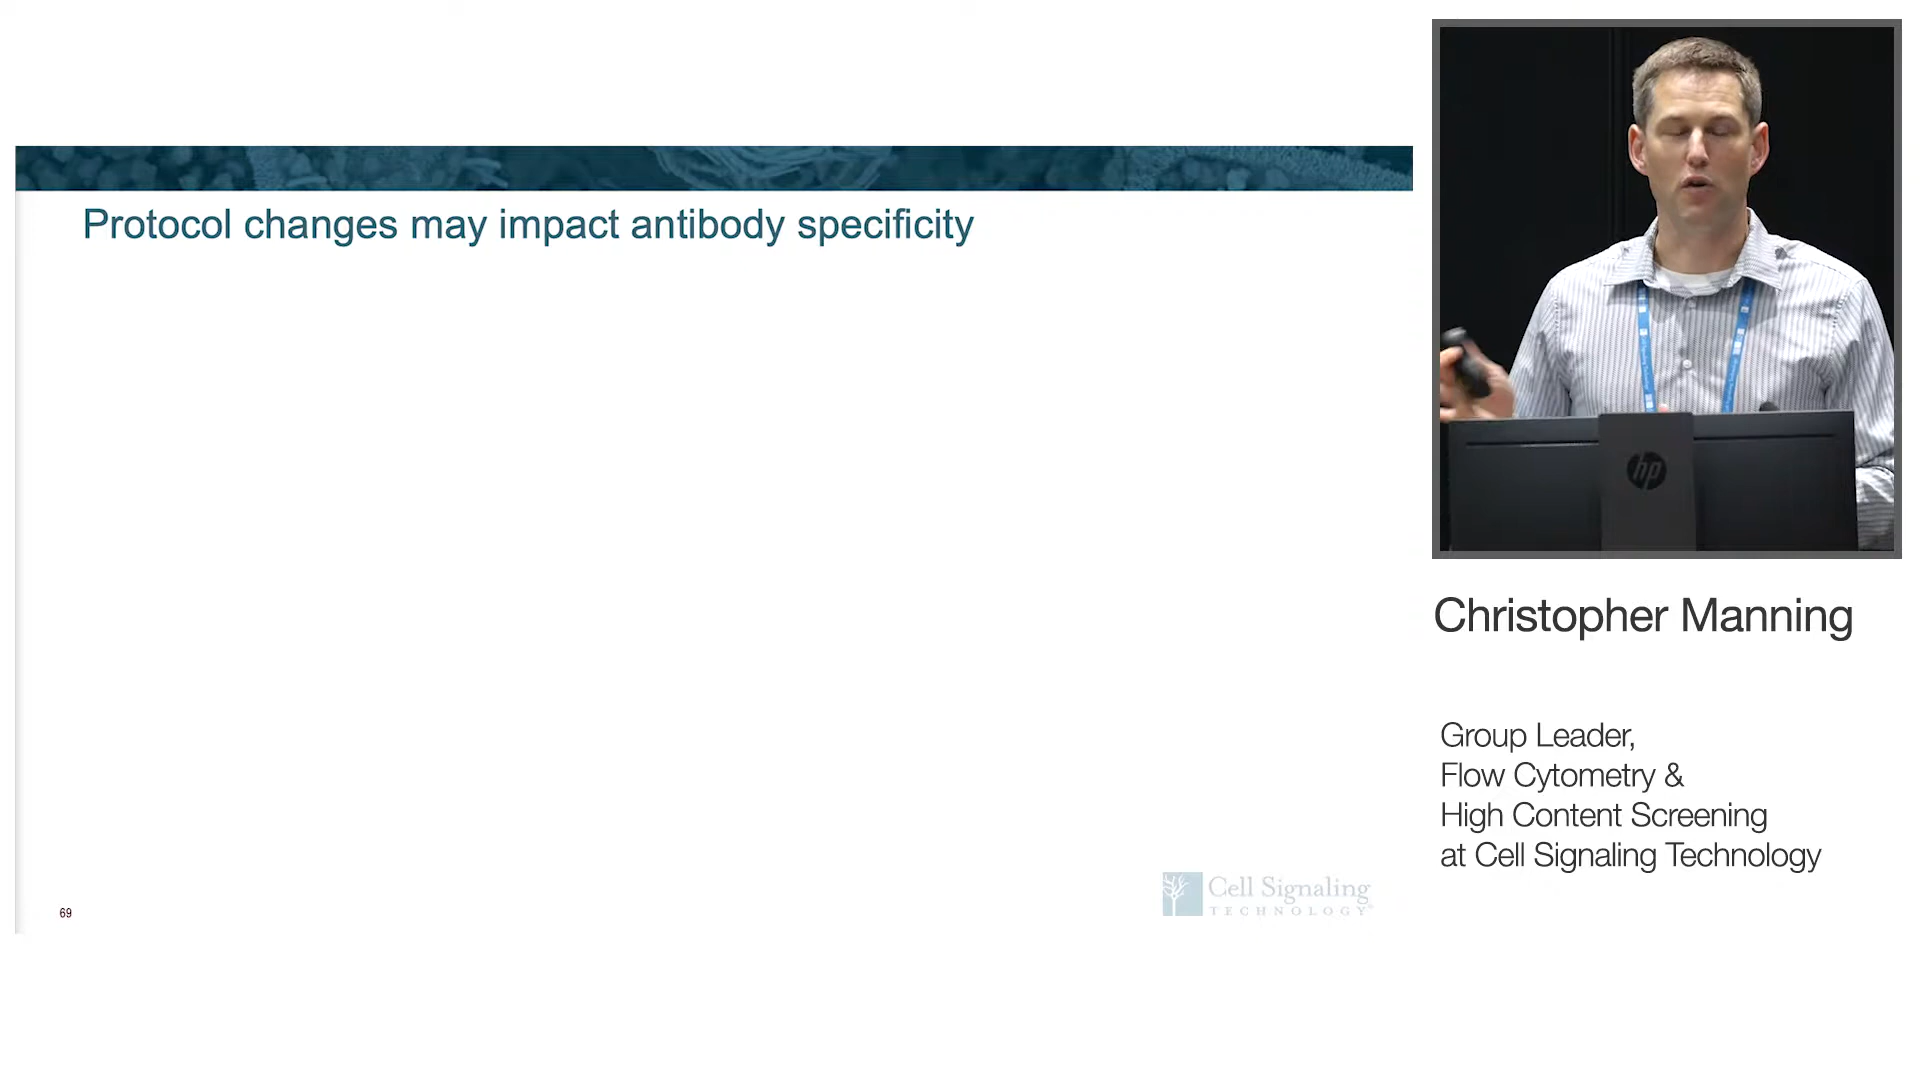 Protocol changes may impact antibody specificity
69
Cell Signaling
TECHNOLOGY®
hp
Christopher Manning
Group Leader,
Flow Cytometry &
High Content Screening
at Cell Signaling Technology